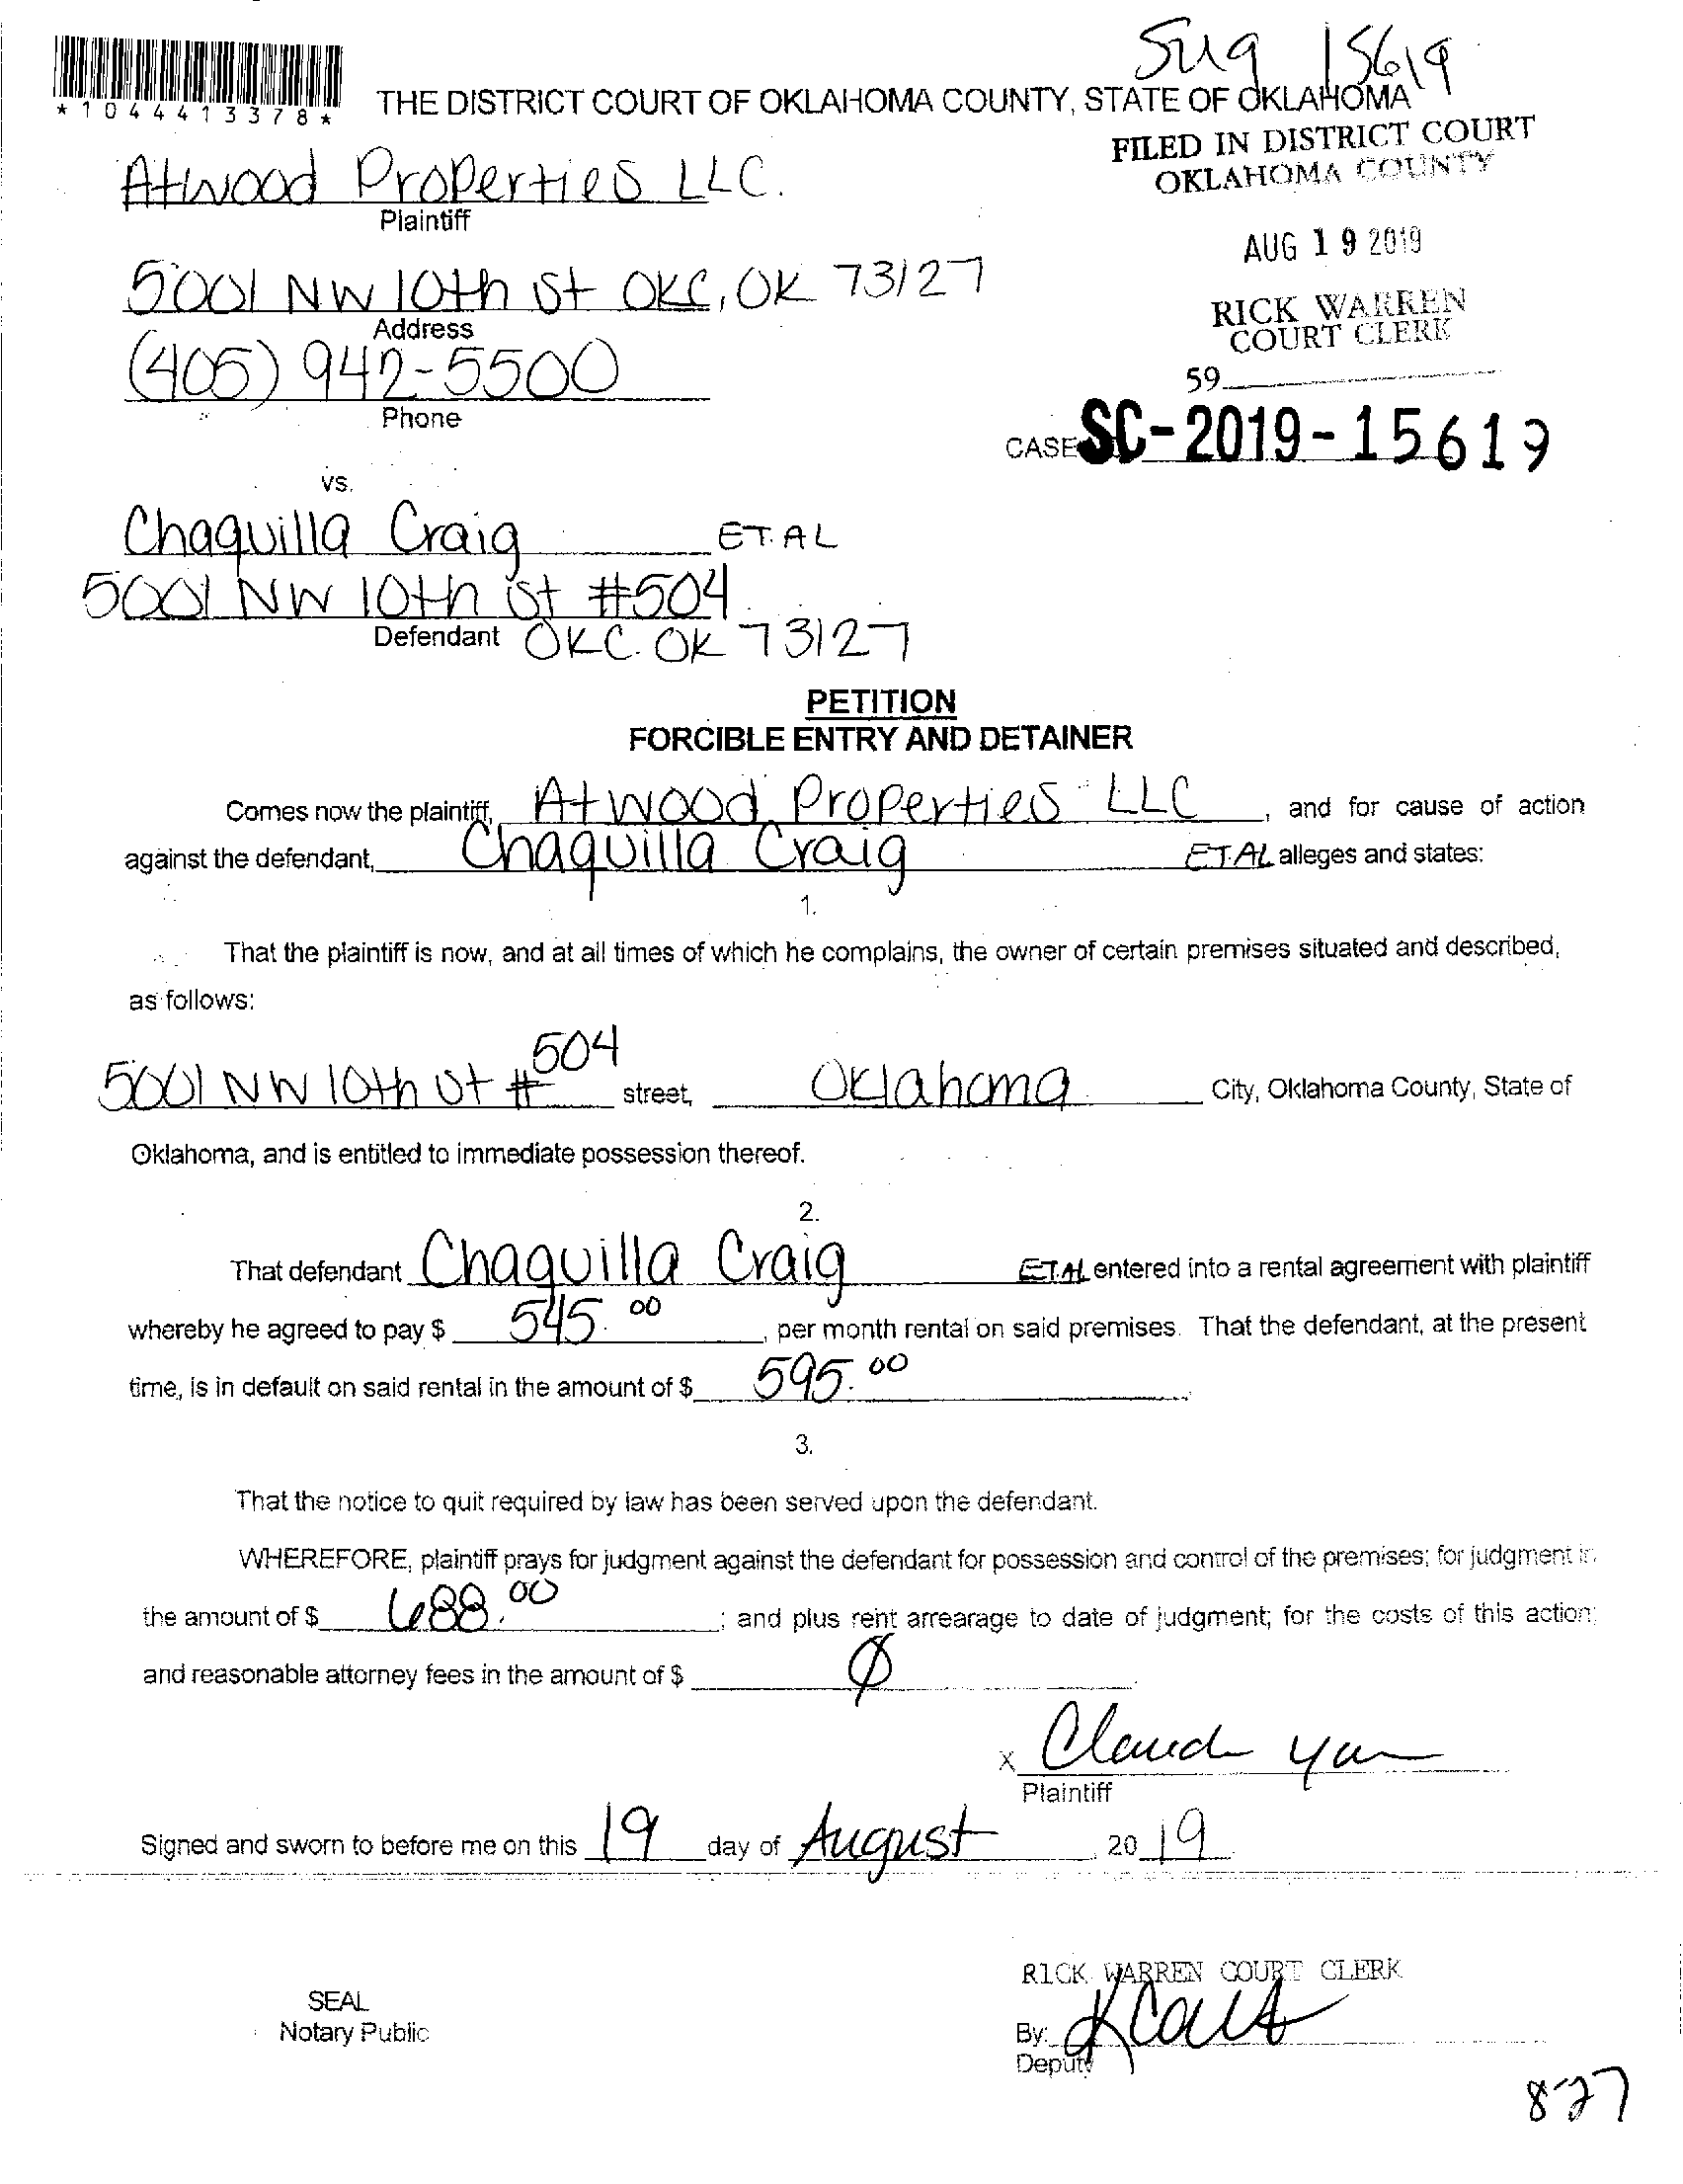 Sug 15619
*1044413378*
THE DISTRICT COURT OF OKLAHOMA COUNTY, STATE OF OKLAHOMA
FILED IN DISTRICT COURT
OKLAHOMA COUNTY
Atwood Properties LLC.
Plaintiff
AUG 19 2019
5001 NW 10th St OKC, OK 73127
Address
RICK WARREN
COURT CLERK
(405) 942-5500
Phone
59
CASE SC-2019-15619
vs.
Chaquilla Craig ET. AL
5001 NW 10th St #504
Defendant OKC. OK 73127
PETITION
FORCIBLE ENTRY AND DETAINER
Comes now the plaintiff, Atwood Properties LLC, and for cause of action
against the defendant, Chaquilla Craig ET. AL alleges and states:
1.
That the plaintiff is now, and at all times of which he complains, the owner of certain premises situated and described,
as follows:
5001 NW 10th St #504 street, Oklahoma City, Oklahoma County, State of
Oklahoma, and is entitled to immediate possession thereof.
2.
That defendant Chaquilla Craig ET. AL entered into a rental agreement with plaintiff
whereby he agreed to pay $ 545.00, per month rental on said premises. That the defendant, at the present
time, is in default on said rental in the amount of $ 595.00
3.
That the notice to quit required by law has been served upon the defendant.
WHEREFORE, plaintiff prays for judgment against the defendant for possession and control of the premises; for judgment in
the amount of $ 688.00; and plus rent arrearage to date of judgment; for the costs of this action;
and reasonable attorney fees in the amount of $ Ø
X
Plaintiff
Signed and sworn to before me on this 19 day of August 2019
RICK WARREN COURT CLERK
SEAL
Notary Public
By:
Deputy
827